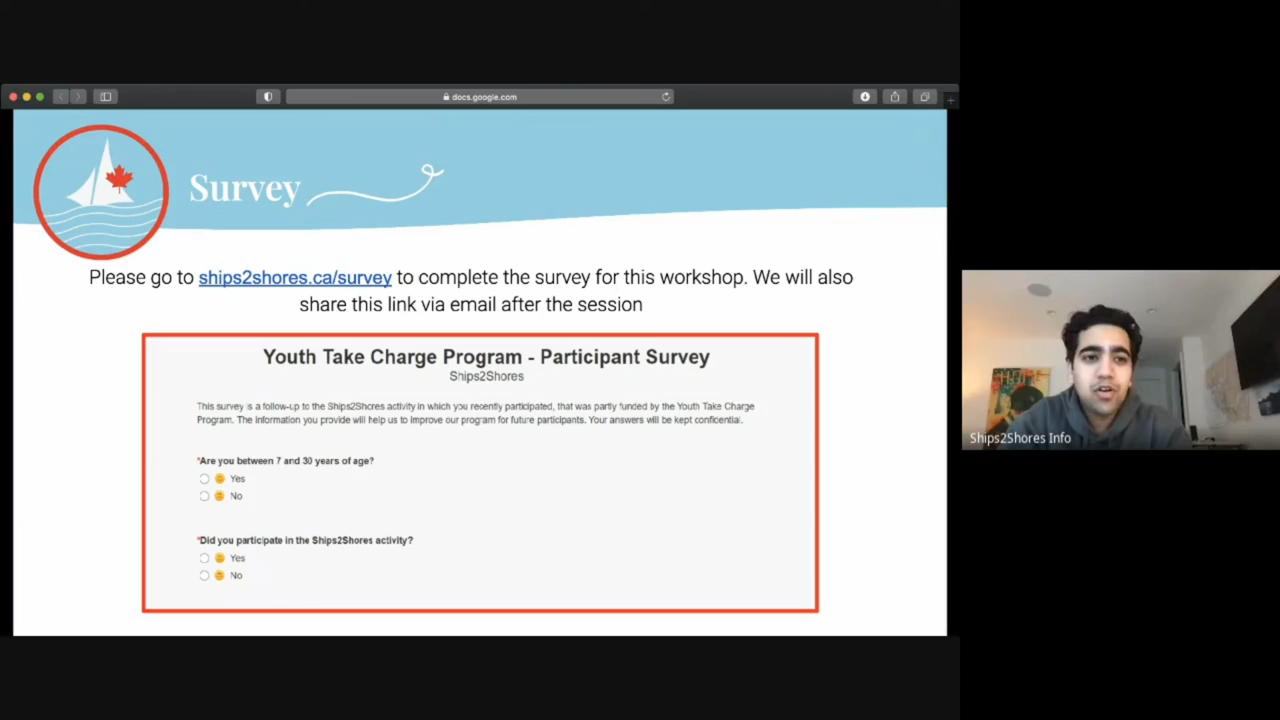 docs.google.com
Survey
Please go to ships2shores.ca/survey to complete the survey for this workshop. We will also
share this link via email after the session
Youth Take Charge Program - Participant Survey
Ships2Shores
This survey is a follow-up to the Ships2Shores activity in which you recently participated, that was partly funded by the Youth Take Charge
Program. The information you provide will help us to improve our program for future participants. Your answers will be kept confidential.
*Are you between 7 and 30 years of age?
Yes
No
*Did you participate in the Ships2Shores activity?
Yes
No
HOME
Ships2Shores Info